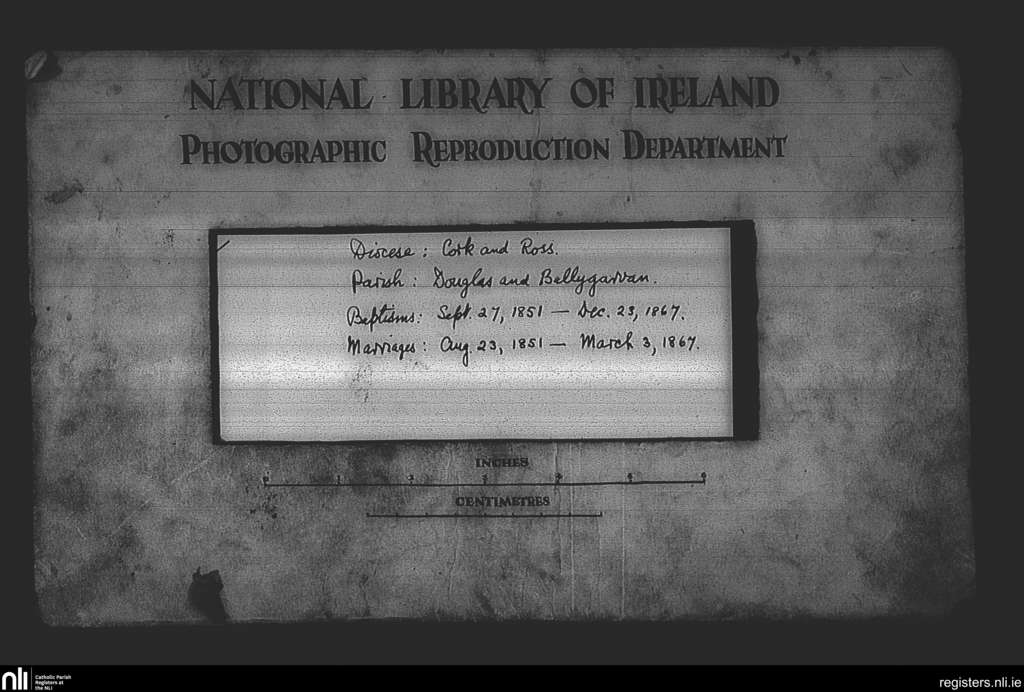 NATIONAL LIBRARY OF IRELAND
PHOTOGRAPHIC REPRODUCTION DEPARTMENT
Diocese: Cork and Ross.
Parish: Douglas and Ballygarvan.
Baptisms: Sept. 27, 1851 — Dec. 23, 1867.
Marriages: Aug. 23, 1851 — March 3, 1867.
INCHES
CENTIMETRES
nli Catholic Parish
Registers at
the NLI
registers.nli.ie